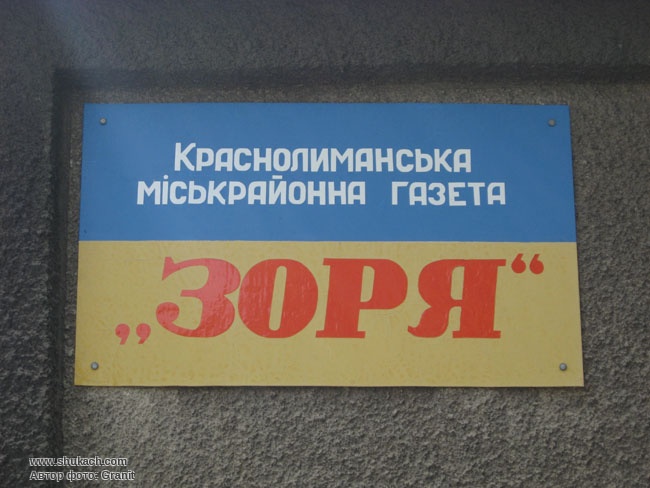 Краснолиманська
міськрайонна газета
„ЗОРЯ“
www.shukach.com
Автор фото: Granit